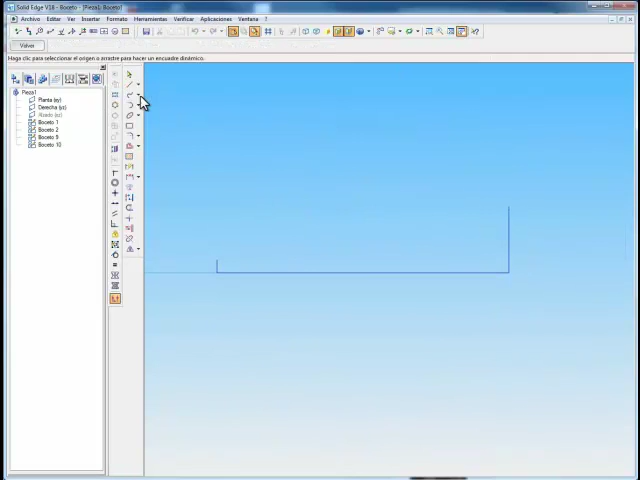 Solid Edge V18 - Boceto - [Pieza1: Boceto]
Archivo Editar Ver Insertar Formato Herramientas Verificar Aplicaciones Ventana ?
Volver
Haga clic para seleccionar el origen o arrastre para hacer un encuadre dinámico.
Pieza1
Planta (xy)
Derecha (yz)
Alzado (xz)
Boceto 1
Boceto 2
Boceto 9
Boceto 10